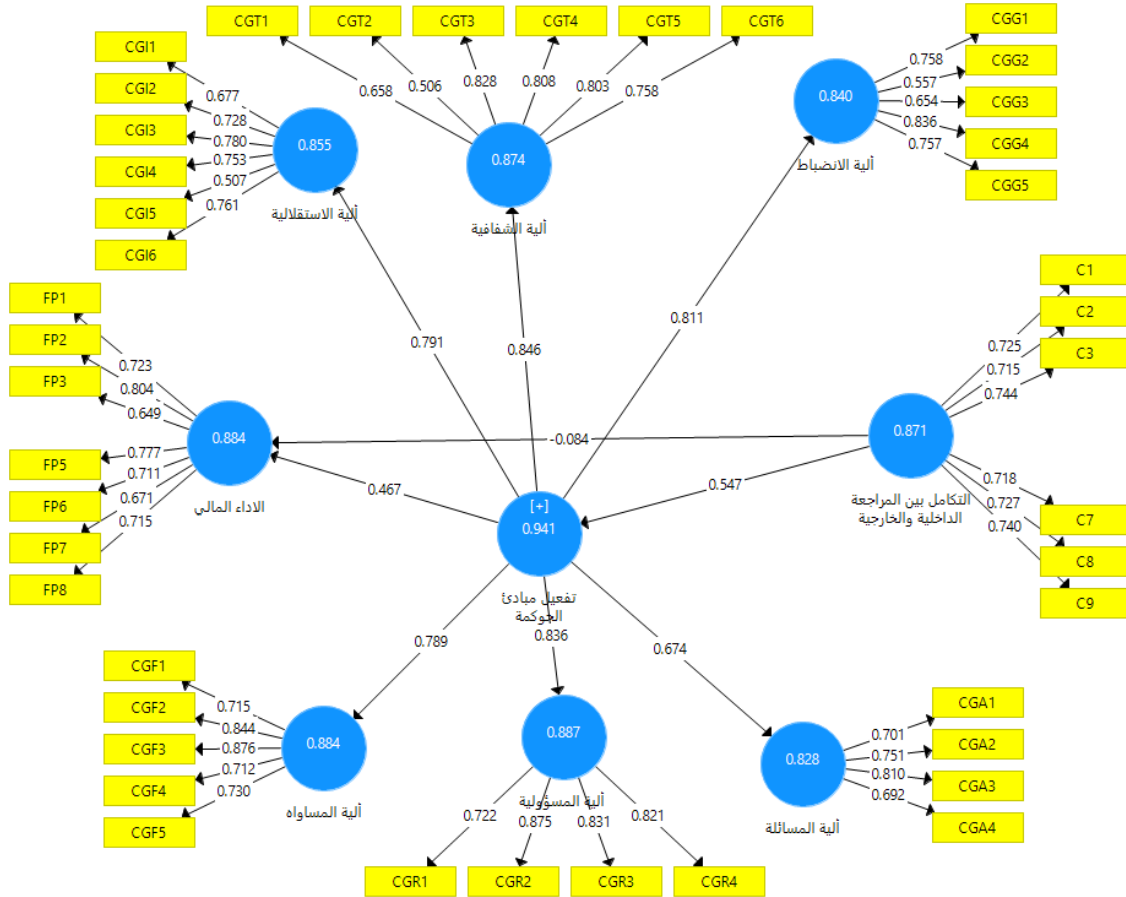 CGT1
CGT2
CGT3
CGT4
CGT5
CGT6
0.658
0.506
0.828
0.808
0.803
0.758
0.874
ألية الشفافية
CGI1
CGI2
CGI3
CGI4
CGI5
CGI6
0.677
0.728
0.780
0.753
0.507
0.761
0.855
ألية الاستقلالية
CGG1
CGG2
CGG3
CGG4
CGG5
0.758
0.557
0.654
0.836
0.757
0.840
ألية الانضباط
0.791
0.846
0.811
FP1
FP2
FP3
FP5
FP6
FP7
FP8
0.723
0.804
0.649
0.777
0.711
0.671
0.715
0.884
الاداء المالي
-0.084
0.467
0.547
[+]
0.941
تفعيل مبادئ
الحوكمة
C1
C2
C3
C7
C8
C9
0.725
0.715
0.744
0.718
0.727
0.740
0.871
التكامل بين المراجعة
الداخلية والخارجية
0.789
0.836
0.674
CGF1
CGF2
CGF3
CGF4
CGF5
0.715
0.844
0.876
0.712
0.730
0.884
ألية المساواه
0.887
ألية المسؤولية
0.722
0.875
0.831
0.821
CGR1
CGR2
CGR3
CGR4
0.828
ألية المسائلة
0.701
0.751
0.810
0.692
CGA1
CGA2
CGA3
CGA4